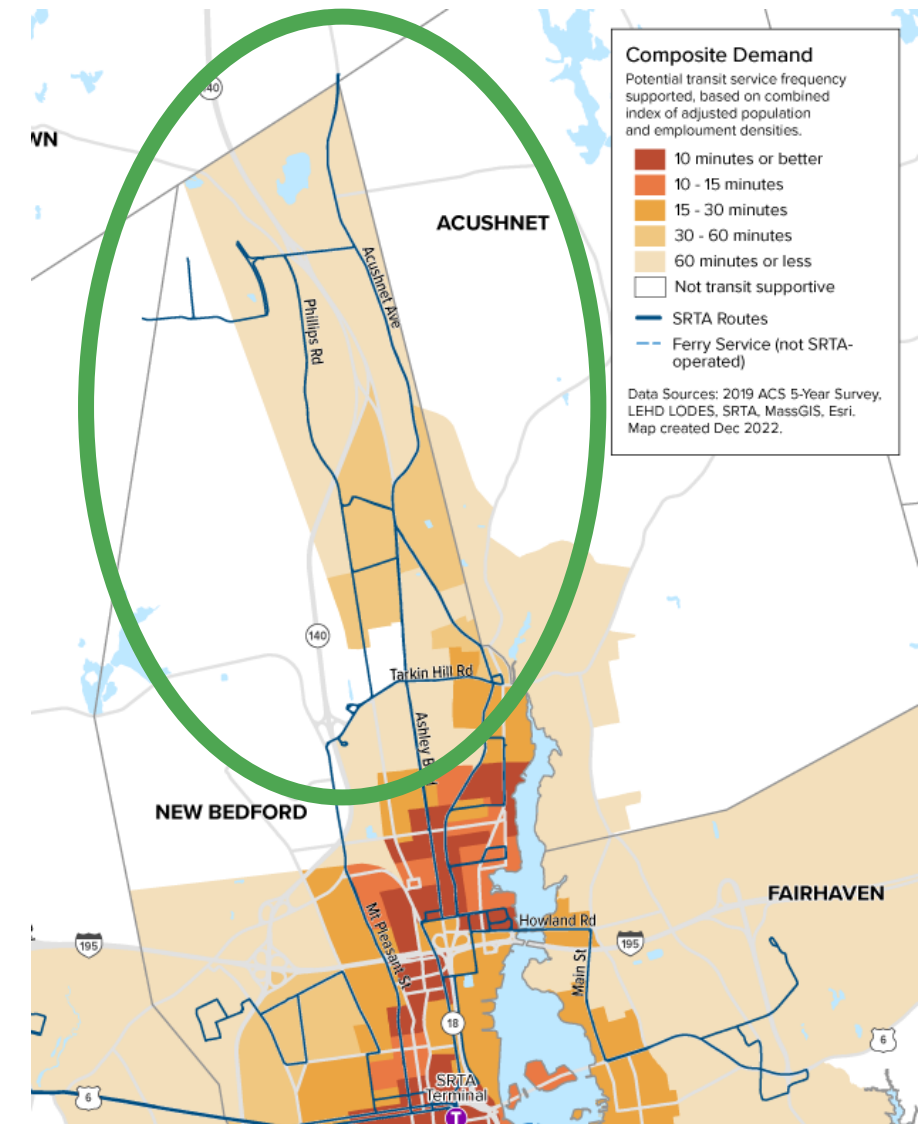 Composite Demand
Potential transit service frequency
supported, based on combined
index of adjusted population
and employment densities.
10 minutes or better
10 - 15 minutes
15 - 30 minutes
30 - 60 minutes
60 minutes or less
Not transit supportive
SRTA Routes
Ferry Service (not SRTA-
operated)
Data Sources: 2019 ACS 5-Year Survey,
LEHD LODES, SRTA, MassGIS, Esri.
Map created Dec 2022.
40
WN
ACUSHNET
Acushnet Ave
Phillips Rd
140
Tarkin Hill Rd
Ashley B
NEW BEDFORD
FAIRHAVEN
Mt Pleasant St
Howland Rd
195
195
Main St
18
6
6
SRTA
Terminal
T